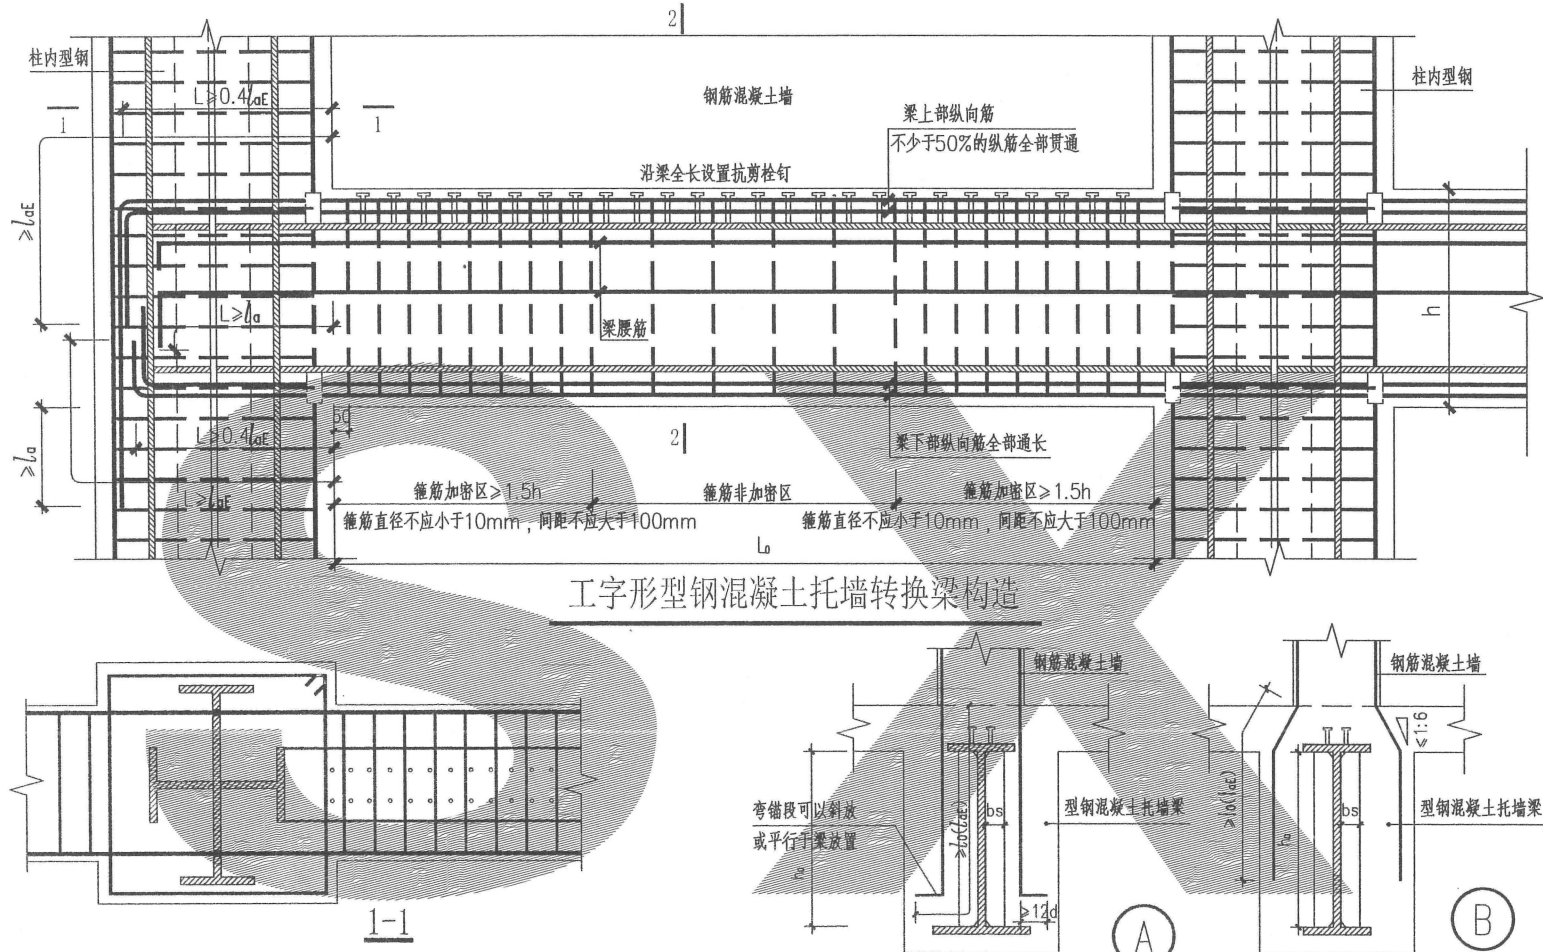 2
柱内型钢
L≥0.4laE
钢筋混凝土墙
梁上部纵向筋
不少于50%的纵筋全部贯通
柱内型钢
1
1
沿梁全长设置抗剪栓钉
≥laE
L≥la
梁腰筋
h
50
L≥0.4laE
2
梁下部纵向筋全部通长
≥la
L≥laE
箍筋加密区≥1.5h
箍筋非加密区
箍筋加密区≥1.5h
箍筋直径不应小于10mm，间距不应大于100mm
箍筋直径不应小于10mm，间距不应大于100mm
L₀
工字形型钢混凝土托墙转换梁构造
钢筋混凝土墙
钢筋混凝土墙
≤1:6
弯锚段可以斜放
或平行于梁放置
≥la(laE)
bs
型钢混凝土托墙梁
≥la(laE)
bs
型钢混凝土托墙梁
ha
ha
≥12d
1-1
A
B